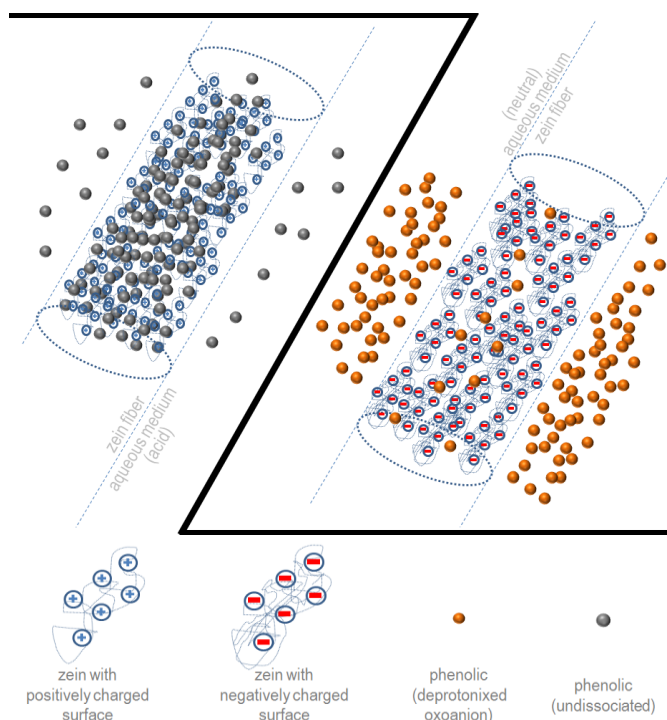 (neutral)
aqueous medium
zein fiber
zein fiber
aqueous medium
(acid)
zein with
positively charged
surface
zein with
negatively charged
surface
phenolic
(deprotonixed
oxoanion)
phenolic
(undissociated)